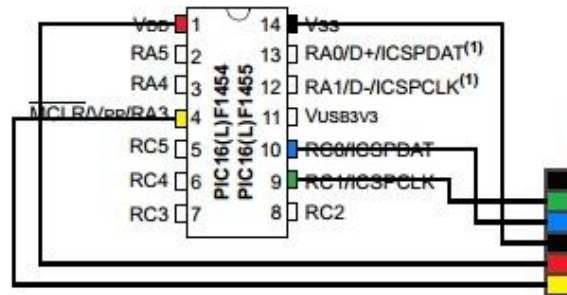 VDD 1 14 VSS
RA5 2 13 RA0/D+/ICSPDAT(1)
RA4 3 12 RA1/D-/ICSPCLK(1)
MCLR/VPP/RA3 4 11 VUSB3V3
RC5 5 10 RC0/ICSPDAT
RC4 6 9 RC1/ICSPCLK
RC3 7 8 RC2
PIC16(L)F1454
PIC16(L)F1455